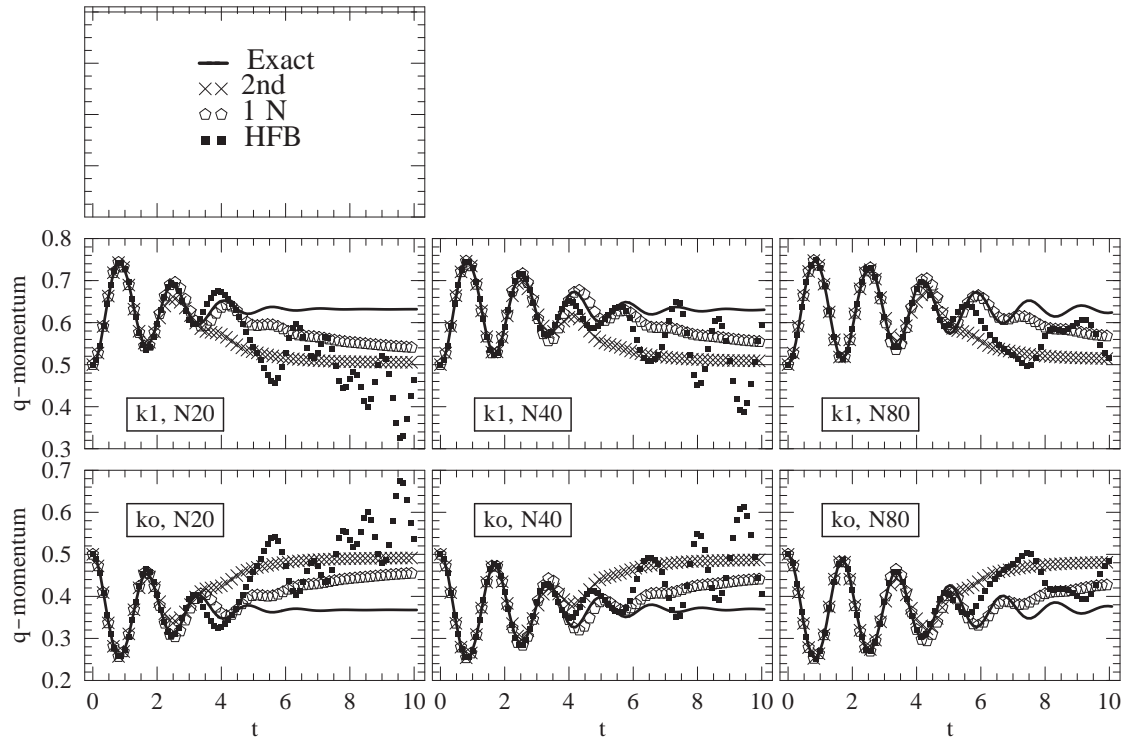 Exact
2nd
1 N
HFB
q-momentum
0.8
0.7
0.6
0.5
0.4
0.3
k1, N20
k1, N40
k1, N80
q-momentum
0.7
0.6
0.5
0.4
0.3
0.2
ko, N20
ko, N40
ko, N80
0 2 4 6 8 10
0 2 4 6 8 10
0 2 4 6 8 10
t
t
t